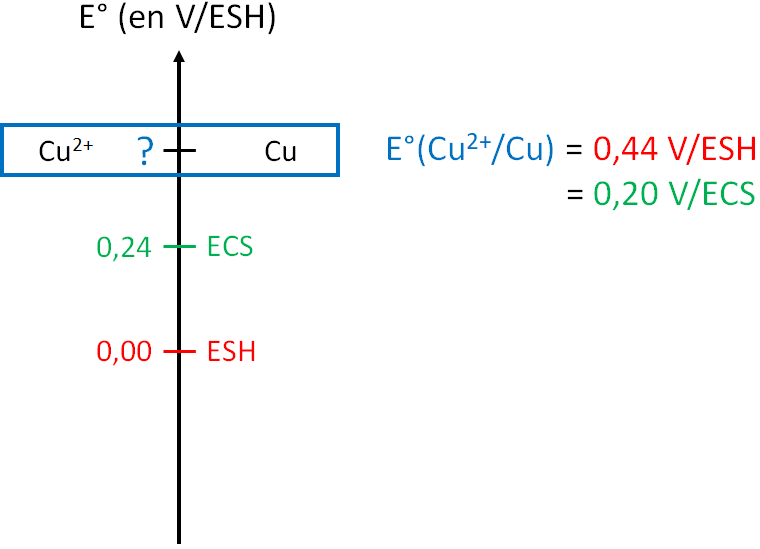 E° (en V/ESH)
Cu²⁺ ? Cu
E°(Cu²⁺/Cu) = 0,44 V/ESH
= 0,20 V/ECS
0,24 ECS
0,00 ESH